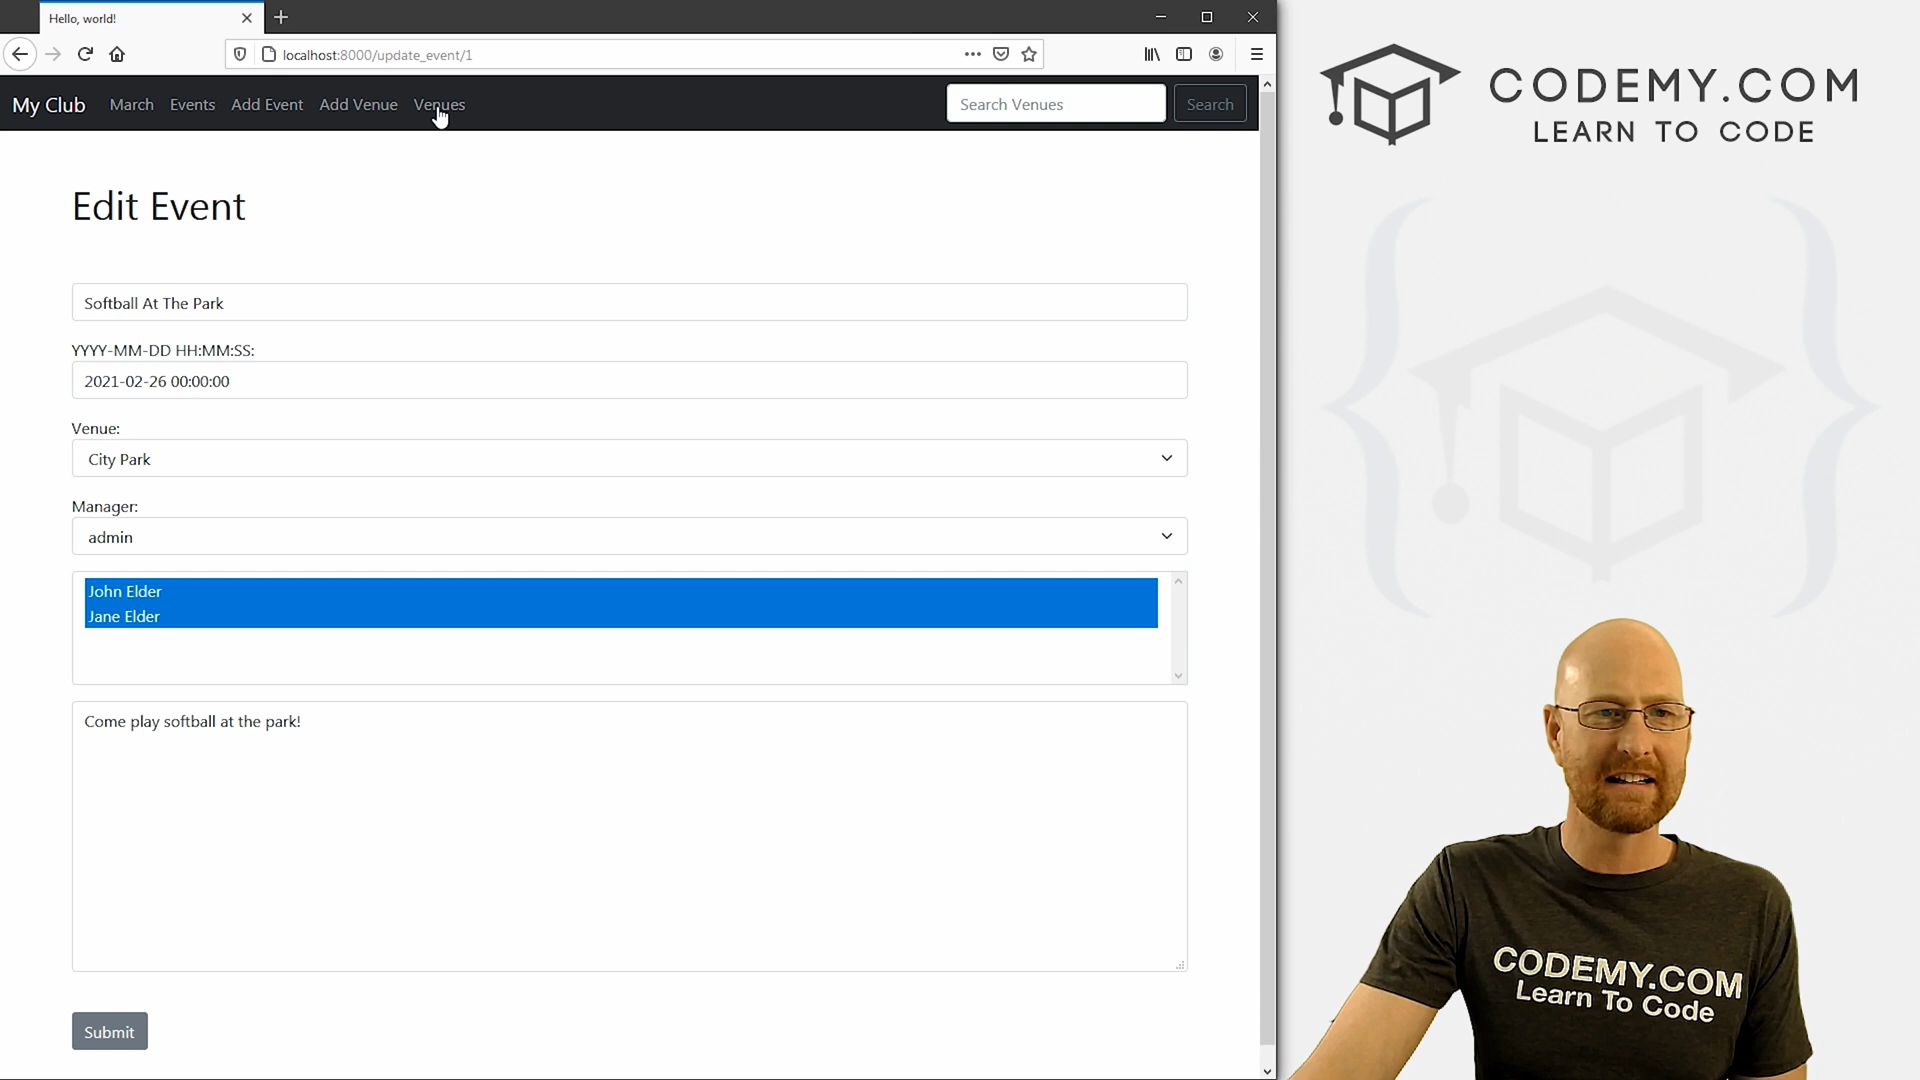 Hello, world!
localhost:8000/update_event/1
My Club March Events Add Event Add Venue Venues Search Venues Search
Edit Event
Softball At The Park
YYYY-MM-DD HH:MM:SS:
2021-02-26 00:00:00
Venue:
City Park
Manager:
admin
John Elder
Jane Elder
Come play softball at the park!
Submit
CODEMY.COM
LEARN TO CODE
CODEMY.COM
Learn To Code